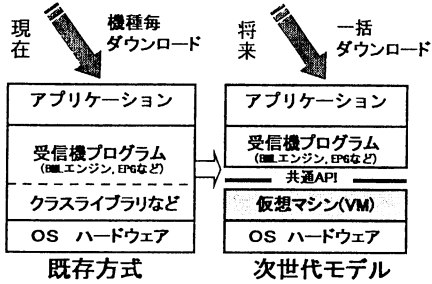 現在
機種毎
ダウンロード
アプリケーション
受信機プログラム
(BMLエンジン,EPGなど)
クラスライブラリなど
OS ハードウェア
既存方式
将来
一括
ダウンロード
アプリケーション
受信機プログラム
(BMLエンジン,EPGなど)
共通API
仮想マシン(VM)
OS ハードウェア
次世代モデル